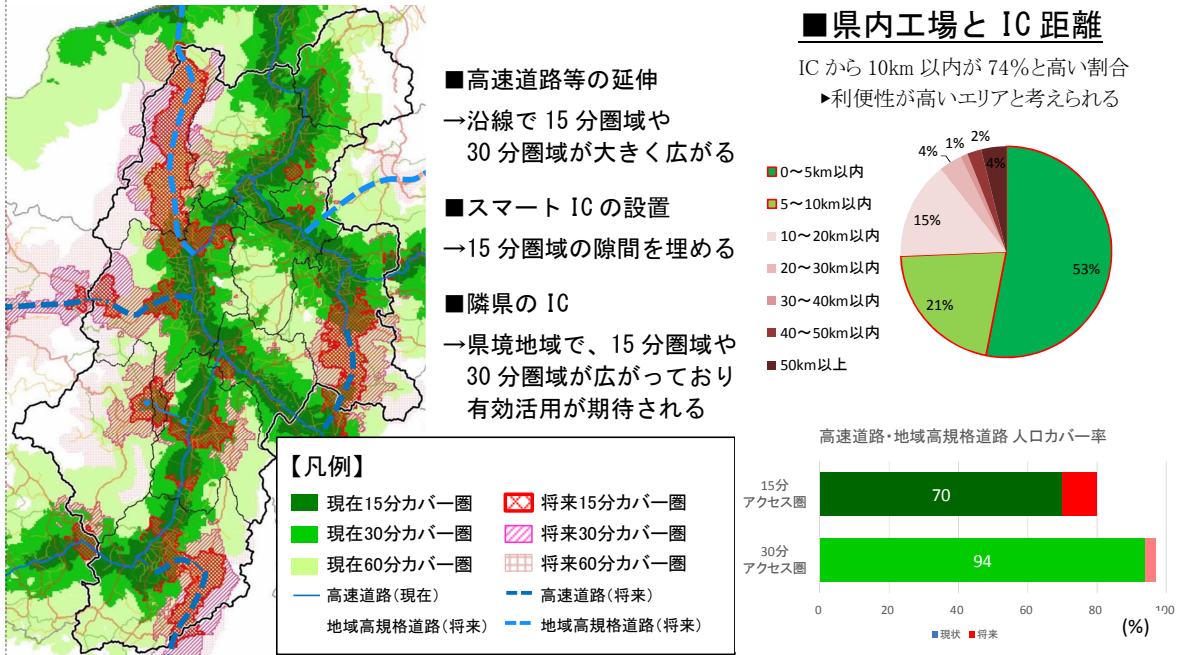 ■高速道路等の延伸
→沿線で 15 分圏域や
30 分圏域が大きく広がる
■スマート IC の設置
→15 分圏域の隙間を埋める
■隣県の IC
→県境地域で、15 分圏域や
30 分圏域が広がっており
有効活用が期待される
【凡例】
現在15分カバー圏
将来15分カバー圏
現在30分カバー圏
将来30分カバー圏
現在60分カバー圏
将来60分カバー圏
高速道路(現在)
高速道路(将来)
地域高規格道路(将来)
地域高規格道路(将来)
■県内工場と IC 距離
IC から 10km 以内が 74%と高い割合
▶利便性が高いエリアと考えられる
0～5km以内
5～10km以内
10～20km以内
20～30km以内
30～40km以内
40～50km以内
50km以上
53%
21%
15%
4%
1%
2%
4%
高速道路・地域高規格道路 人口カバー率
15分
アクセス圏
70
30分
アクセス圏
94
0 20 40 60 80 100
(%)
■現状 ■将来